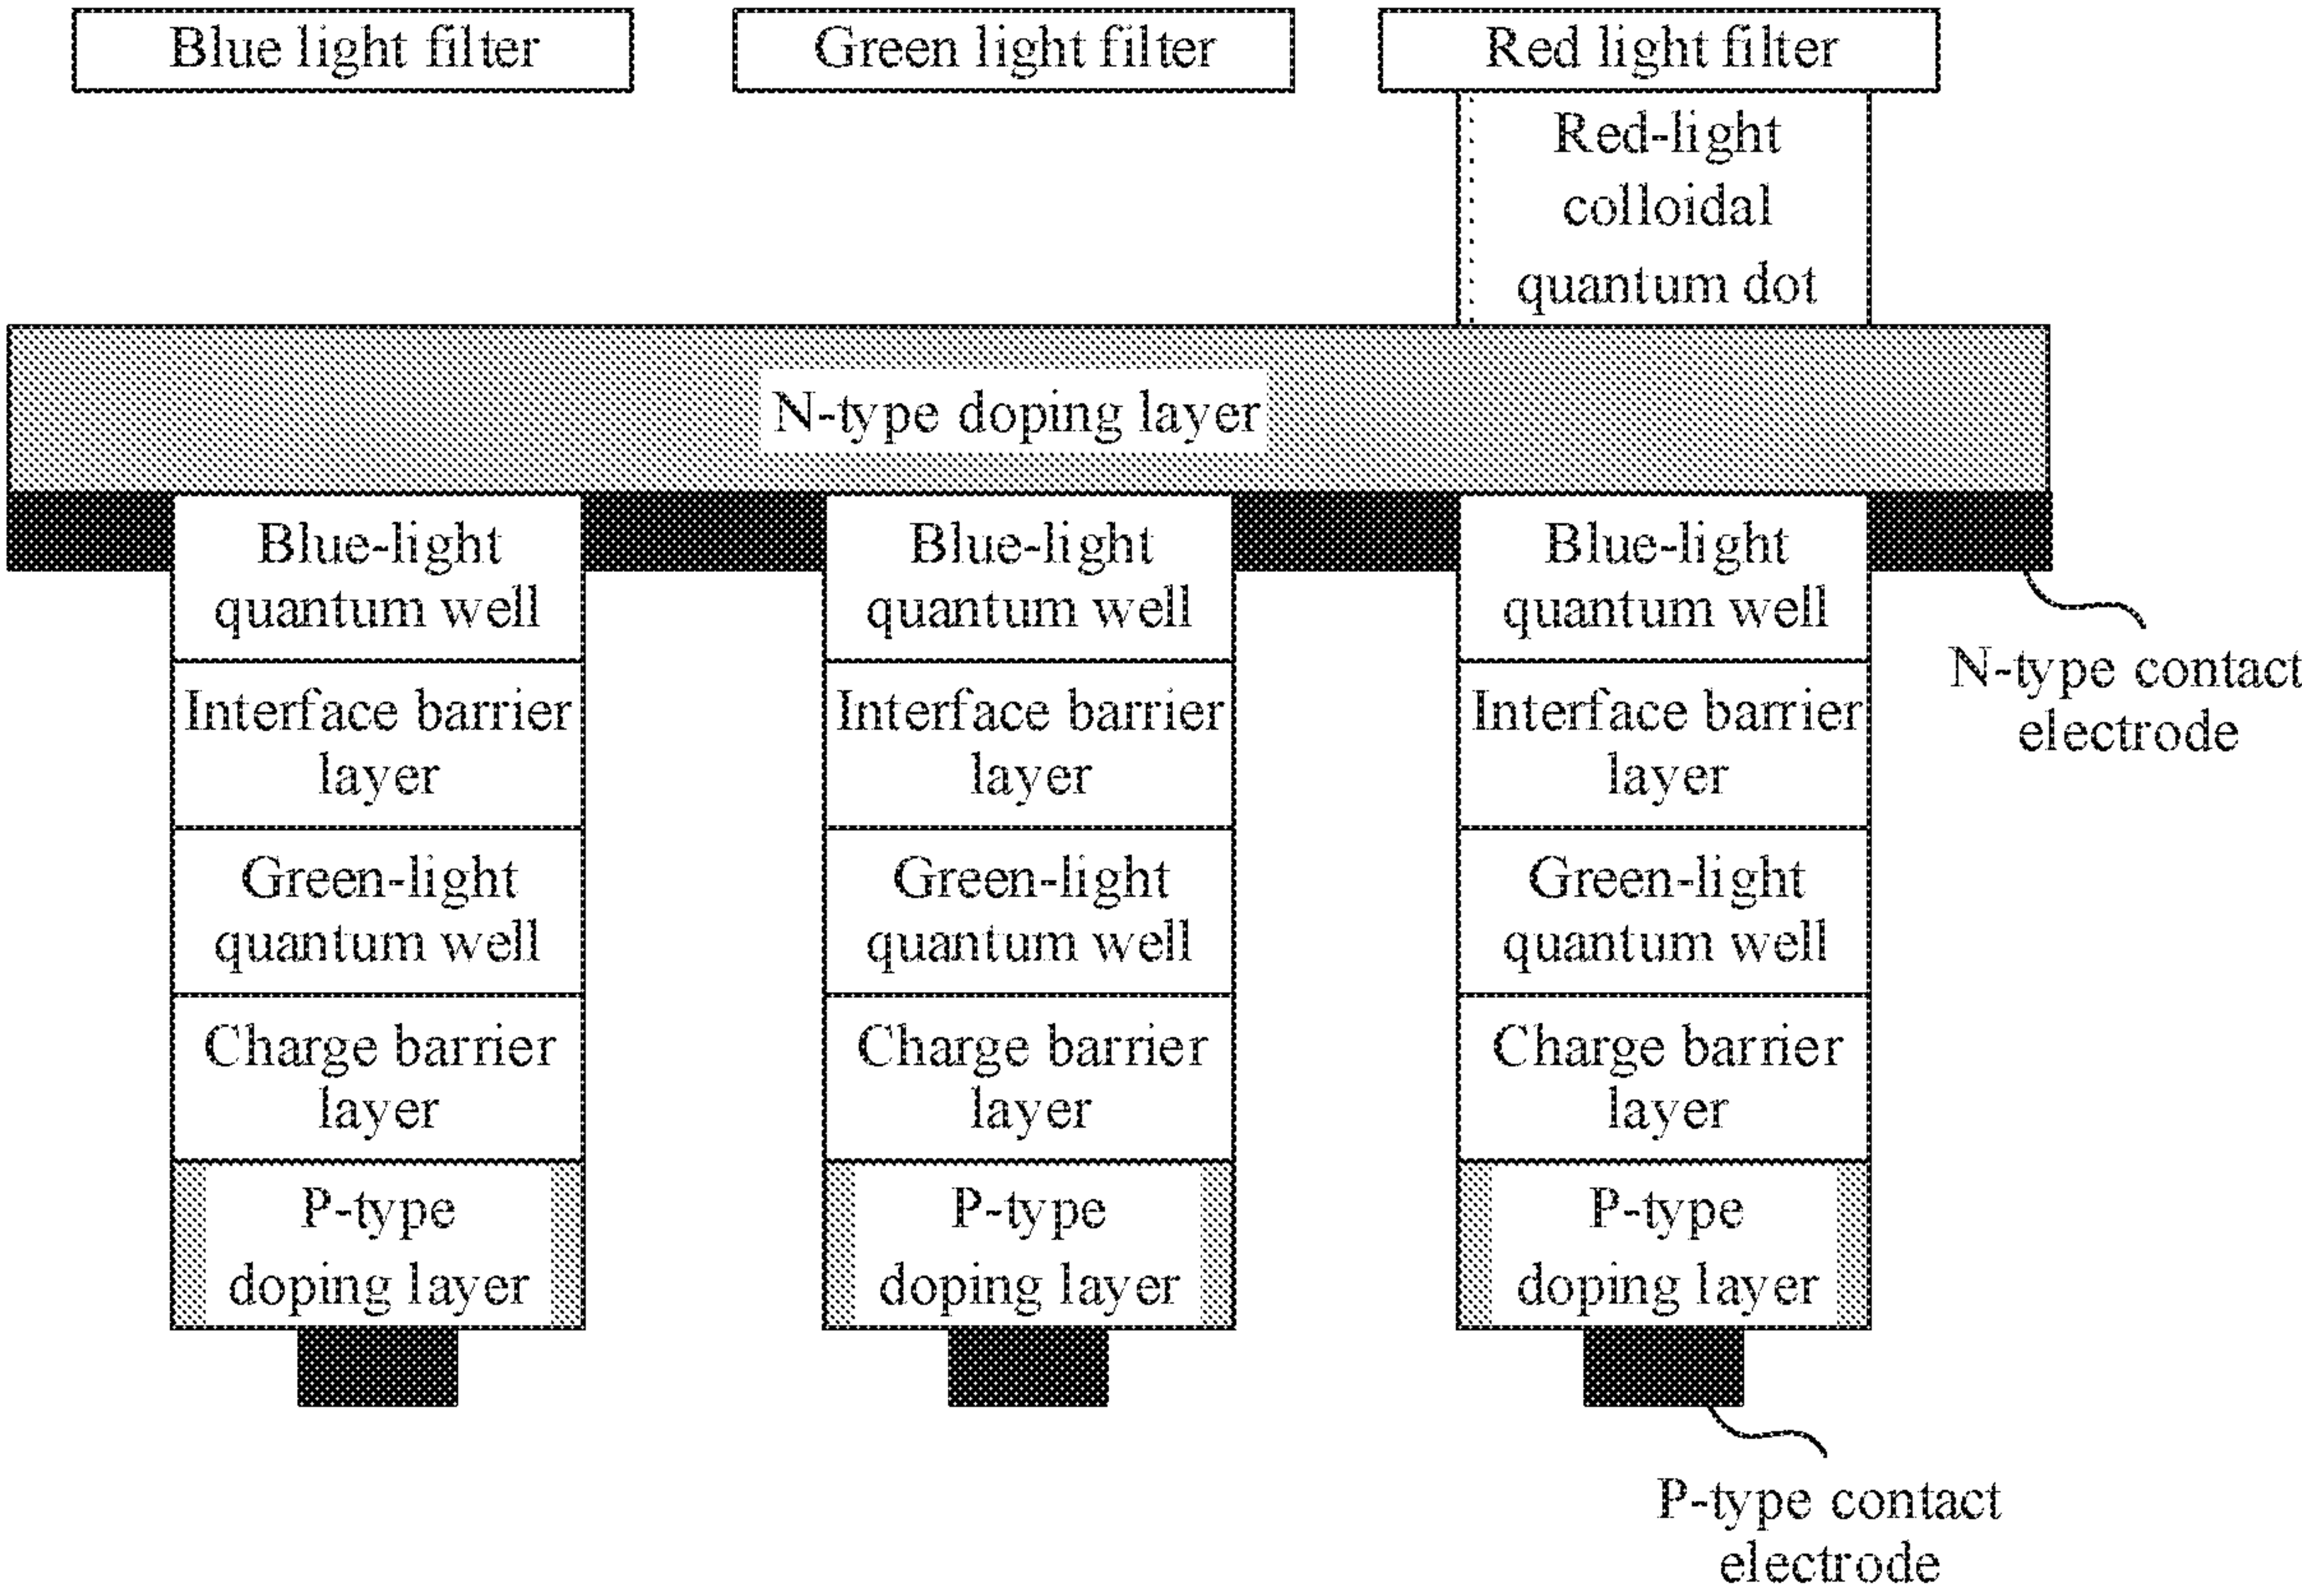 Blue light filter
Green light filter
Red light filter
Red-light
colloidal
quantum dot
N-type doping layer
Blue-light
quantum well
Blue-light
quantum well
Blue-light
quantum well
N-type contact
electrode
Interface barrier
layer
Interface barrier
layer
Interface barrier
layer
Green-light
quantum well
Green-light
quantum well
Green-light
quantum well
Charge barrier
layer
Charge barrier
layer
Charge barrier
layer
P-type
doping layer
P-type
doping layer
P-type
doping layer
P-type contact
electrode